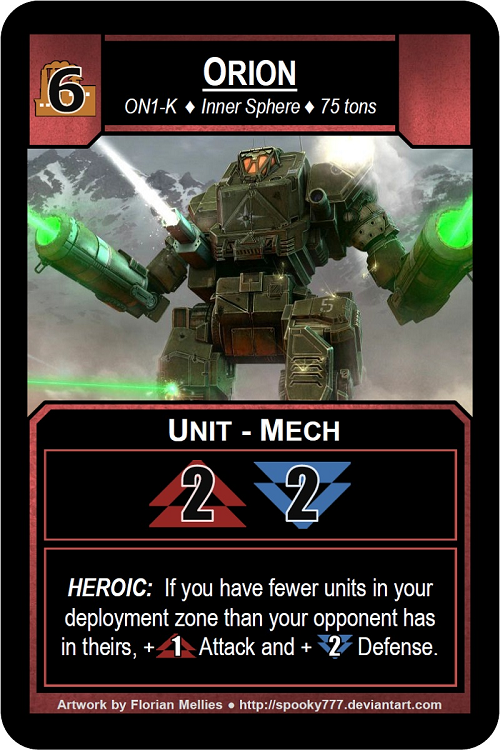 6
ORION
ON1-K ♦ Inner Sphere ♦ 75 tons
5
UNIT - MECH
2 2
HEROIC: If you have fewer units in your
deployment zone than your opponent has
in theirs, + 1 Attack and + 2 Defense.
Artwork by Florian Mellies ● http://spooky777.deviantart.com